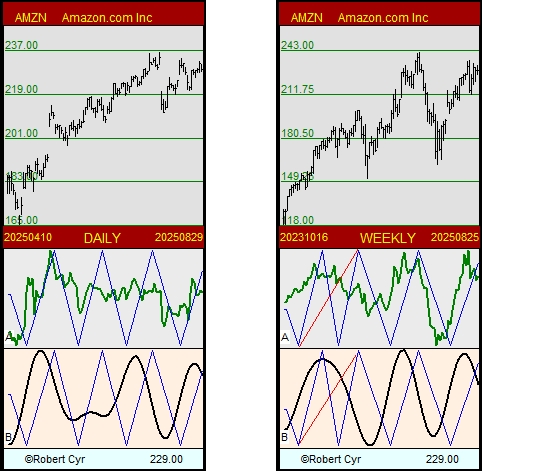 AMZN Amazon.com Inc
237.00
219.00
201.00
183.00
165.00
20250410 DAILY 20250829
A
B
©Robert Cyr 229.00
AMZN Amazon.com Inc
243.00
211.75
180.50
149.25
118.00
20231016 WEEKLY 20250825
A
B
©Robert Cyr 229.00